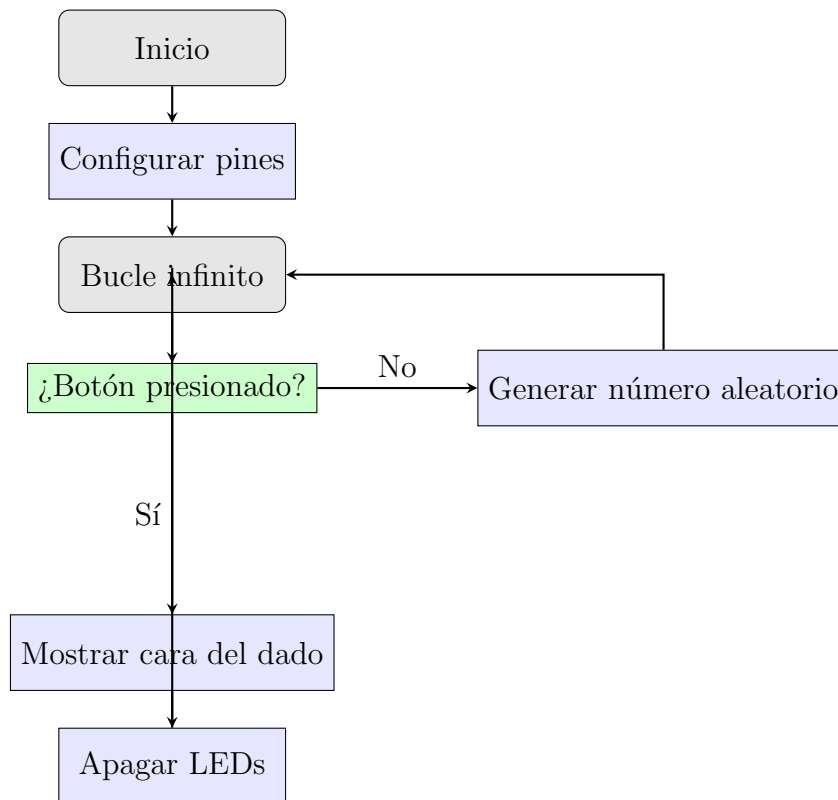 Inicio
Configurar pines
Bucle infinito
¿Botón presionado?
No
Generar número aleatorio
Sí
Mostrar cara del dado
Apagar LEDs